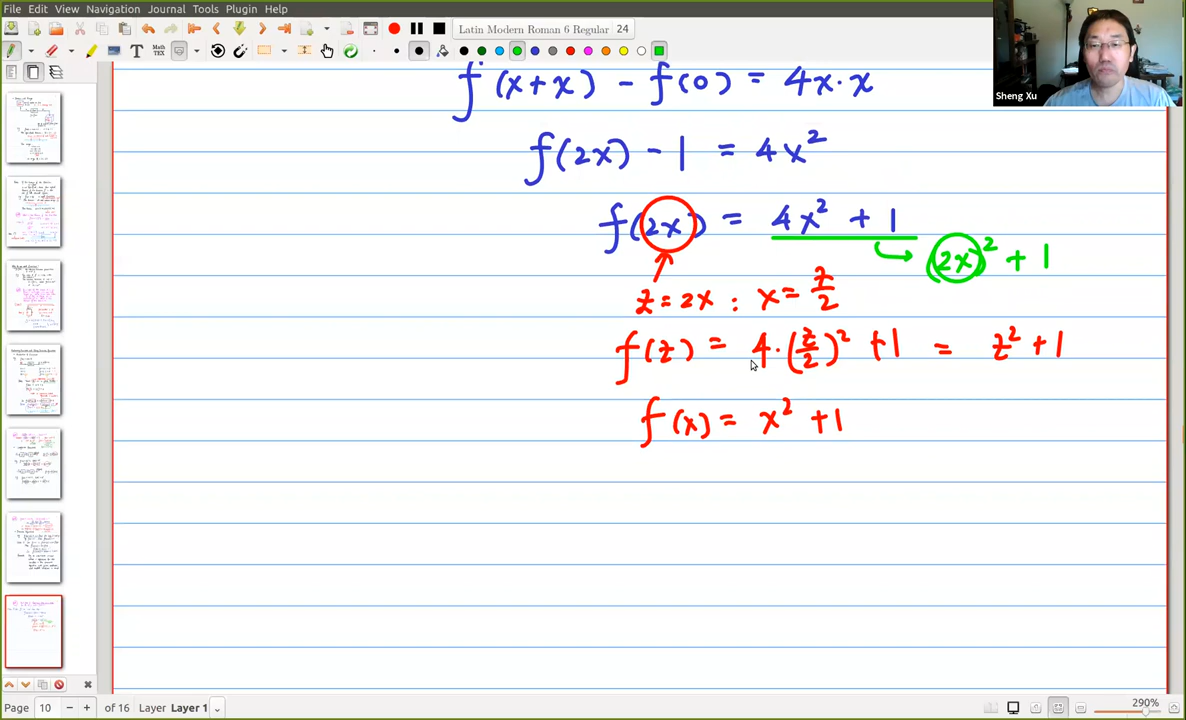 File Edit View Journal Tools Plugin Help
Latin Modern Roman 6 Regular 24
T Math TEX
Sheng Xu
f(x+x) - f(0) = 4x·x
f(2x) - 1 = 4x²
f(2x) = 4x² + 1
(2x)² + 1
z = 2x : x = z/2
f(z) = 4·(z/2)² + 1 = z² + 1
f(x) = x² + 1
Page 10 − + of 16 Layer Layer 1
290%